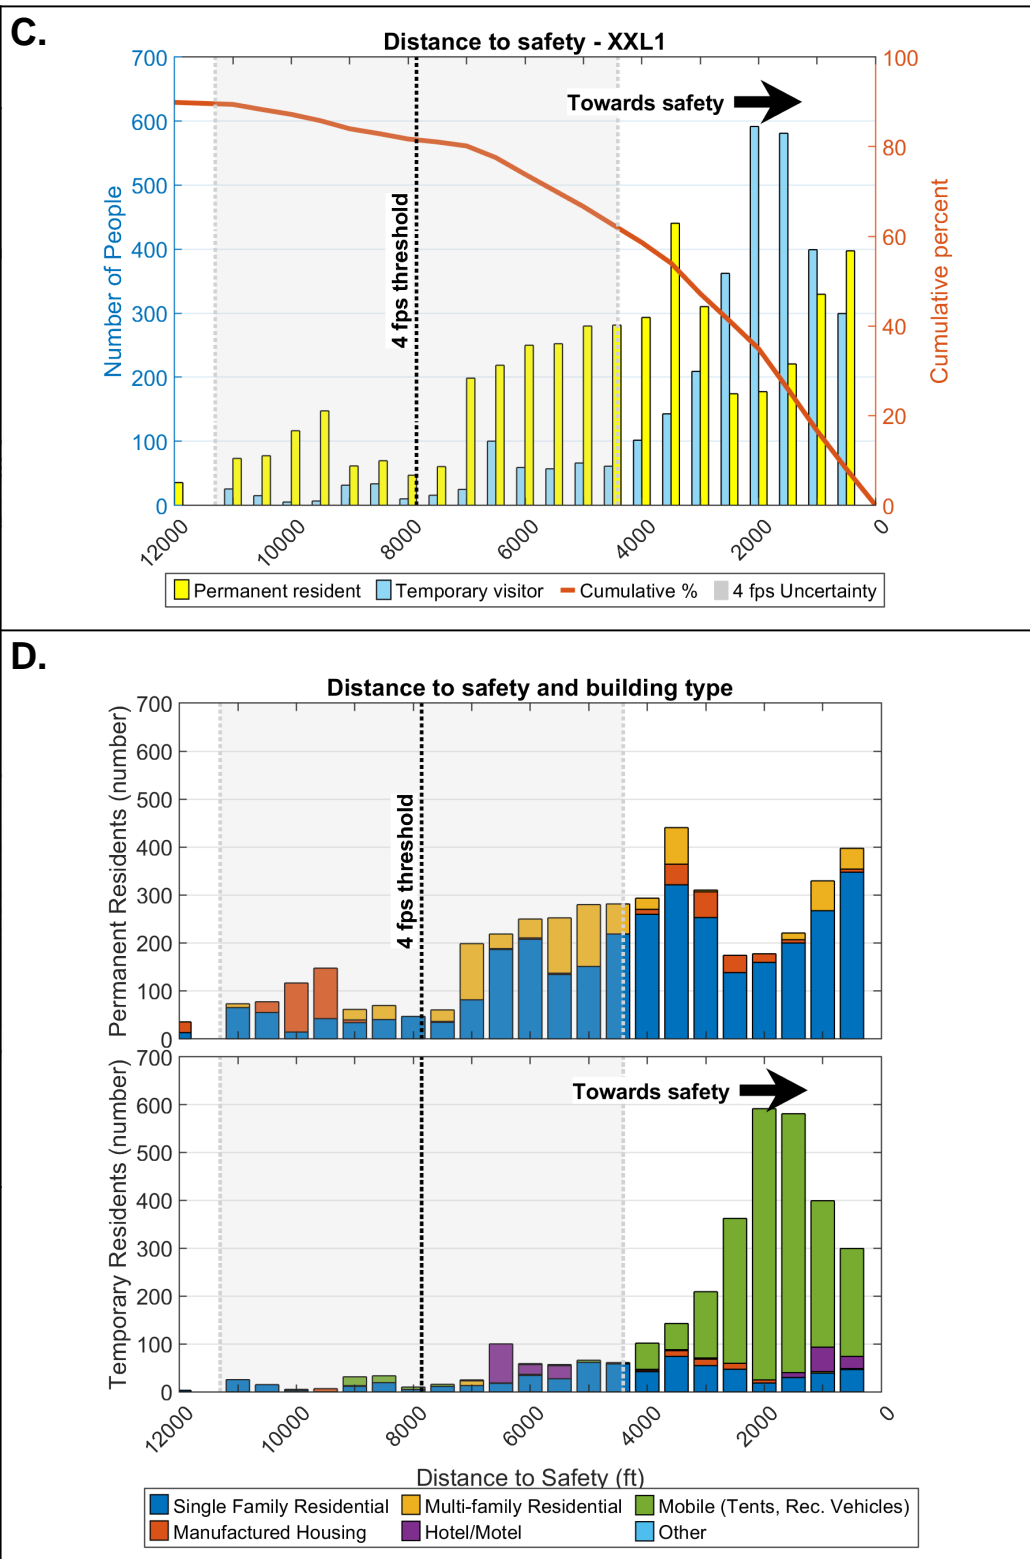 C.
Distance to safety - XXL1
700
600
500
400
300
200
100
0
Number of People
100
80
60
40
20
0
Cumulative percent
Towards safety
4 fps threshold
12000
10000
8000
6000
4000
2000
0
Permanent resident
Temporary visitor
Cumulative %
4 fps Uncertainty
D.
Distance to safety and building type
700
600
500
400
300
200
100
0
Permanent Residents (number)
4 fps threshold
700
600
500
400
300
200
100
0
Temporary Residents (number)
Towards safety
12000
10000
8000
6000
4000
2000
0
Distance to Safety (ft)
Single Family Residential
Multi-family Residential
Mobile (Tents, Rec. Vehicles)
Manufactured Housing
Hotel/Motel
Other